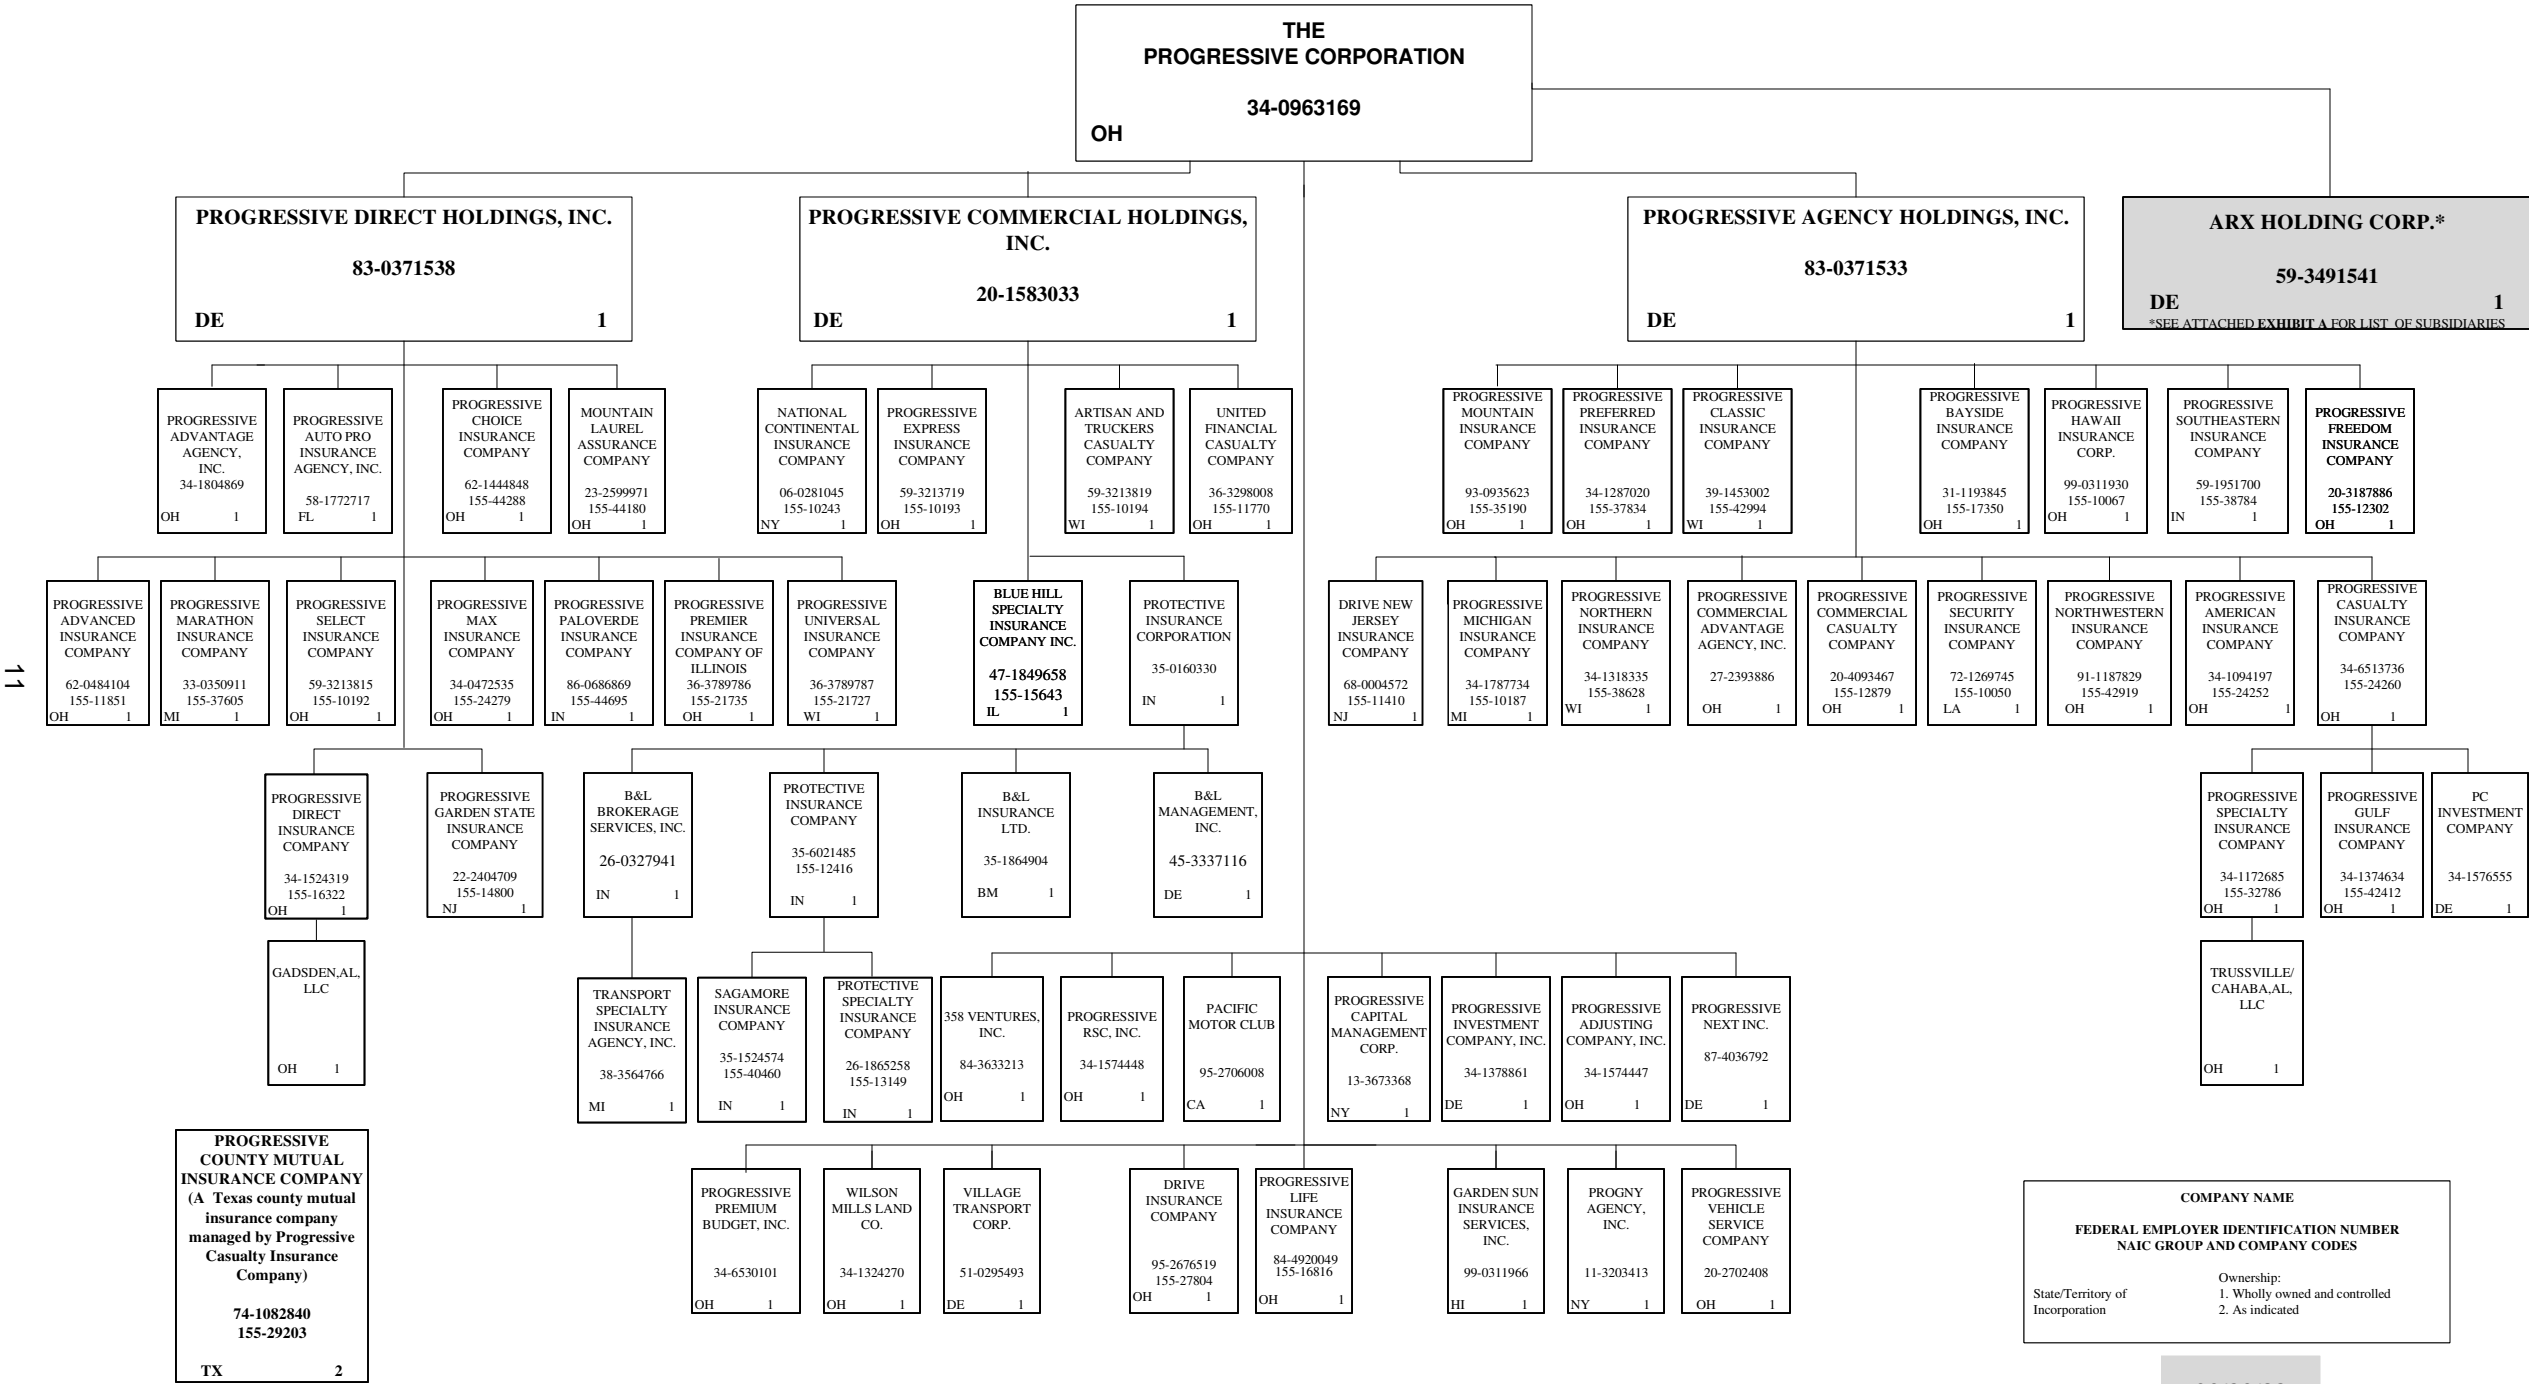 THE
PROGRESSIVE CORPORATION
34-0963169
OH
PROGRESSIVE DIRECT HOLDINGS, INC.
83-0371538
DE 1
PROGRESSIVE COMMERCIAL HOLDINGS,
INC.
20-1583033
DE 1
PROGRESSIVE AGENCY HOLDINGS, INC.
83-0371533
DE 1
ARX HOLDING CORP.*
59-3491541
DE 1
*SEE ATTACHED EXHIBIT A FOR LIST OF SUBSIDIARIES
PROGRESSIVE
ADVANTAGE
AGENCY,
INC.
34-1804869
OH 1
PROGRESSIVE
AUTO PRO
INSURANCE
AGENCY, INC.
58-1772717
FL 1
PROGRESSIVE
CHOICE
INSURANCE
COMPANY
62-1444848
155-44288
OH 1
MOUNTAIN
LAUREL
ASSURANCE
COMPANY
23-2599971
155-44180
OH 1
NATIONAL
CONTINENTAL
INSURANCE
COMPANY
06-0281045
155-10243
NY 1
PROGRESSIVE
EXPRESS
INSURANCE
COMPANY
59-3213719
155-10193
OH 1
ARTISAN AND
TRUCKERS
CASUALTY
COMPANY
59-3213819
155-10194
WI 1
UNITED
FINANCIAL
CASUALTY
COMPANY
36-3298008
155-11770
OH 1
PROGRESSIVE
MOUNTAIN
INSURANCE
COMPANY
93-0935623
155-35190
OH 1
PROGRESSIVE
PREFERRED
INSURANCE
COMPANY
34-1287020
155-37834
OH 1
PROGRESSIVE
CLASSIC
INSURANCE
COMPANY
39-1453002
155-42994
WI 1
PROGRESSIVE
BAYSIDE
INSURANCE
COMPANY
31-1193845
155-17350
OH 1
PROGRESSIVE
HAWAII
INSURANCE
CORP.
99-0311930
155-10067
OH 1
PROGRESSIVE
SOUTHEASTERN
INSURANCE
COMPANY
59-1951700
155-38784
IN 1
PROGRESSIVE
FREEDOM
INSURANCE
COMPANY
20-3187886
155-12302
OH 1
PROGRESSIVE
ADVANCED
INSURANCE
COMPANY
62-0484104
155-11851
OH 1
PROGRESSIVE
MARATHON
INSURANCE
COMPANY
33-0350911
155-37605
MI 1
PROGRESSIVE
SELECT
INSURANCE
COMPANY
59-3213815
155-10192
OH 1
PROGRESSIVE
MAX
INSURANCE
COMPANY
34-0472535
155-24279
OH 1
PROGRESSIVE
PALOVERDE
INSURANCE
COMPANY
86-0686869
155-44695
IN 1
PROGRESSIVE
PREMIER
INSURANCE
COMPANY OF
ILLINOIS
36-3789786
155-21735
OH 1
PROGRESSIVE
UNIVERSAL
INSURANCE
COMPANY
36-3789787
155-21727
WI 1
BLUE HILL
SPECIALTY
INSURANCE
COMPANY INC.
47-1849658
155-15643
IL 1
PROTECTIVE
INSURANCE
CORPORATION
35-0160330
IN 1
DRIVE NEW
JERSEY
INSURANCE
COMPANY
68-0004572
155-11410
NJ 1
PROGRESSIVE
MICHIGAN
INSURANCE
COMPANY
34-1787734
155-10187
MI 1
PROGRESSIVE
NORTHERN
INSURANCE
COMPANY
34-1318335
155-38628
WI 1
PROGRESSIVE
COMMERCIAL
ADVANTAGE
AGENCY, INC.
27-2393886
OH 1
PROGRESSIVE
COMMERCIAL
CASUALTY
COMPANY
20-4093467
155-12879
OH 1
PROGRESSIVE
SECURITY
INSURANCE
COMPANY
72-1269745
155-10050
LA 1
PROGRESSIVE
NORTHWESTERN
INSURANCE
COMPANY
91-1187829
155-42919
OH 1
PROGRESSIVE
AMERICAN
INSURANCE
COMPANY
34-1094197
155-24252
OH 1
PROGRESSIVE
CASUALTY
INSURANCE
COMPANY
34-6513736
155-24260
OH 1
11
PROGRESSIVE
DIRECT
INSURANCE
COMPANY
34-1524319
155-16322
OH 1
PROGRESSIVE
GARDEN STATE
INSURANCE
COMPANY
22-2404709
155-14800
NJ 1
B&L
BROKERAGE
SERVICES, INC.
26-0327941
IN 1
PROTECTIVE
INSURANCE
COMPANY
35-6021485
155-12416
IN 1
B&L
INSURANCE
LTD.
35-1864904
BM 1
B&L
MANAGEMENT,
INC.
45-3337116
DE 1
PROGRESSIVE
SPECIALTY
INSURANCE
COMPANY
34-1172685
155-32786
OH 1
PROGRESSIVE
GULF
INSURANCE
COMPANY
34-1374634
155-42412
OH 1
PC
INVESTMENT
COMPANY
34-1576555
DE 1
GADSDEN,AL,
LLC
OH 1
TRANSPORT
SPECIALTY
INSURANCE
AGENCY, INC.
38-3564766
MI 1
SAGAMORE
INSURANCE
COMPANY
35-1524574
155-40460
IN 1
PROTECTIVE
SPECIALTY
INSURANCE
COMPANY
26-1865258
155-13149
IN 1
358 VENTURES,
INC.
84-3633213
OH 1
PROGRESSIVE
RSC, INC.
34-1574448
OH 1
PACIFIC
MOTOR CLUB
95-2706008
CA 1
PROGRESSIVE
CAPITAL
MANAGEMENT
CORP.
13-3673368
NY 1
PROGRESSIVE
INVESTMENT
COMPANY, INC.
34-1378861
DE 1
PROGRESSIVE
ADJUSTING
COMPANY, INC.
34-1574447
OH 1
PROGRESSIVE
NEXT INC.
87-4036792
DE 1
TRUSSVILLE/
CAHABA,AL,
LLC
OH 1
PROGRESSIVE
COUNTY MUTUAL
INSURANCE COMPANY
(A Texas county mutual
insurance company
managed by Progressive
Casualty Insurance
Company)
74-1082840
155-29203
TX 2
PROGRESSIVE
PREMIUM
BUDGET, INC.
34-6530101
OH 1
WILSON
MILLS LAND
CO.
34-1324270
OH 1
VILLAGE
TRANSPORT
CORP.
51-0295493
DE 1
DRIVE
INSURANCE
COMPANY
95-2676519
155-27804
OH 1
PROGRESSIVE
LIFE
INSURANCE
COMPANY
84-4920049
155-16816
OH 1
GARDEN SUN
INSURANCE
SERVICES,
INC.
99-0311966
HI 1
PROGNY
AGENCY,
INC.
11-3203413
NY 1
PROGRESSIVE
VEHICLE
SERVICE
COMPANY
20-2702408
OH 1
COMPANY NAME
FEDERAL EMPLOYER IDENTIFICATION NUMBER
NAIC GROUP AND COMPANY CODES
Ownership:
State/Territory of 1. Wholly owned and controlled
Incorporation 2. As indicated